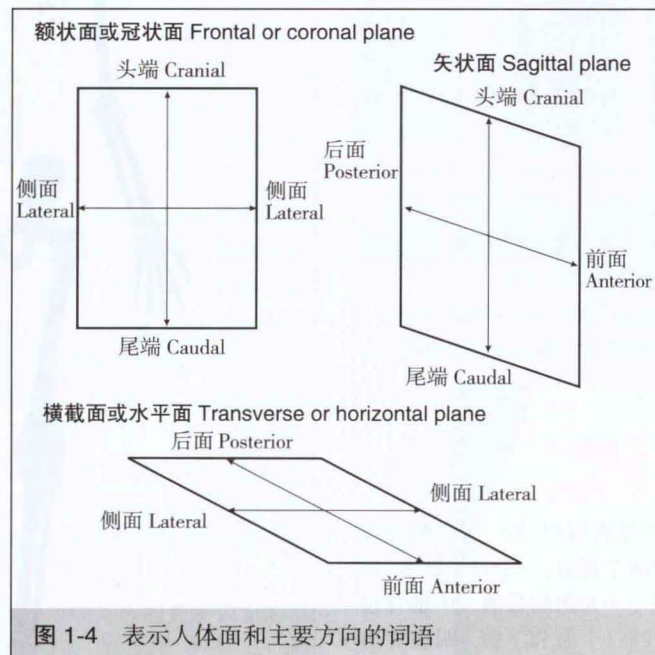 额状面或冠状面 Frontal or coronal plane
头端 Cranial
侧面
Lateral
侧面
Lateral
尾端 Caudal
矢状面 Sagittal plane
头端 Cranial
后面
Posterior
前面
Anterior
尾端 Caudal
横截面或水平面 Transverse or horizontal plane
后面 Posterior
侧面 Lateral
侧面 Lateral
前面 Anterior
图 1-4 表示人体面和主要方向的词语